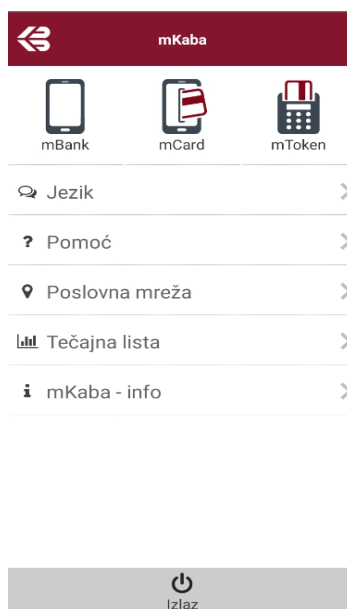 mKaba
mBank mCard mToken
Jezik
Pomoć
Poslovna mreža
Tečajna lista
mKaba - info
Izlaz